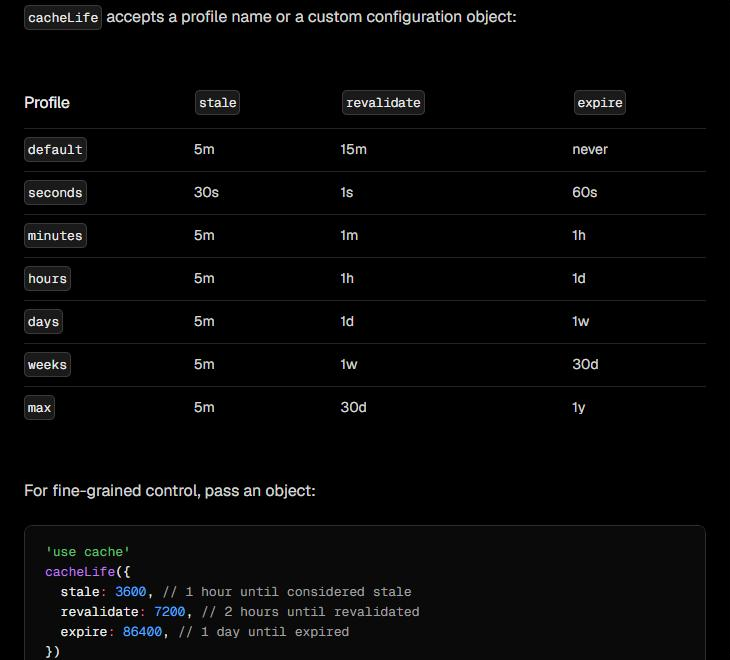 cacheLife accepts a profile name or a custom configuration object:
Profile stale revalidate expire
default 5m 15m never
seconds 30s 1s 60s
minutes 5m 1m 1h
hours 5m 1h 1d
days 5m 1d 1w
weeks 5m 1w 30d
max 5m 30d 1y
For fine-grained control, pass an object:
'use cache'
cacheLife({
  stale: 3600, // 1 hour until considered stale
  revalidate: 7200, // 2 hours until revalidated
  expire: 86400, // 1 day until expired
})